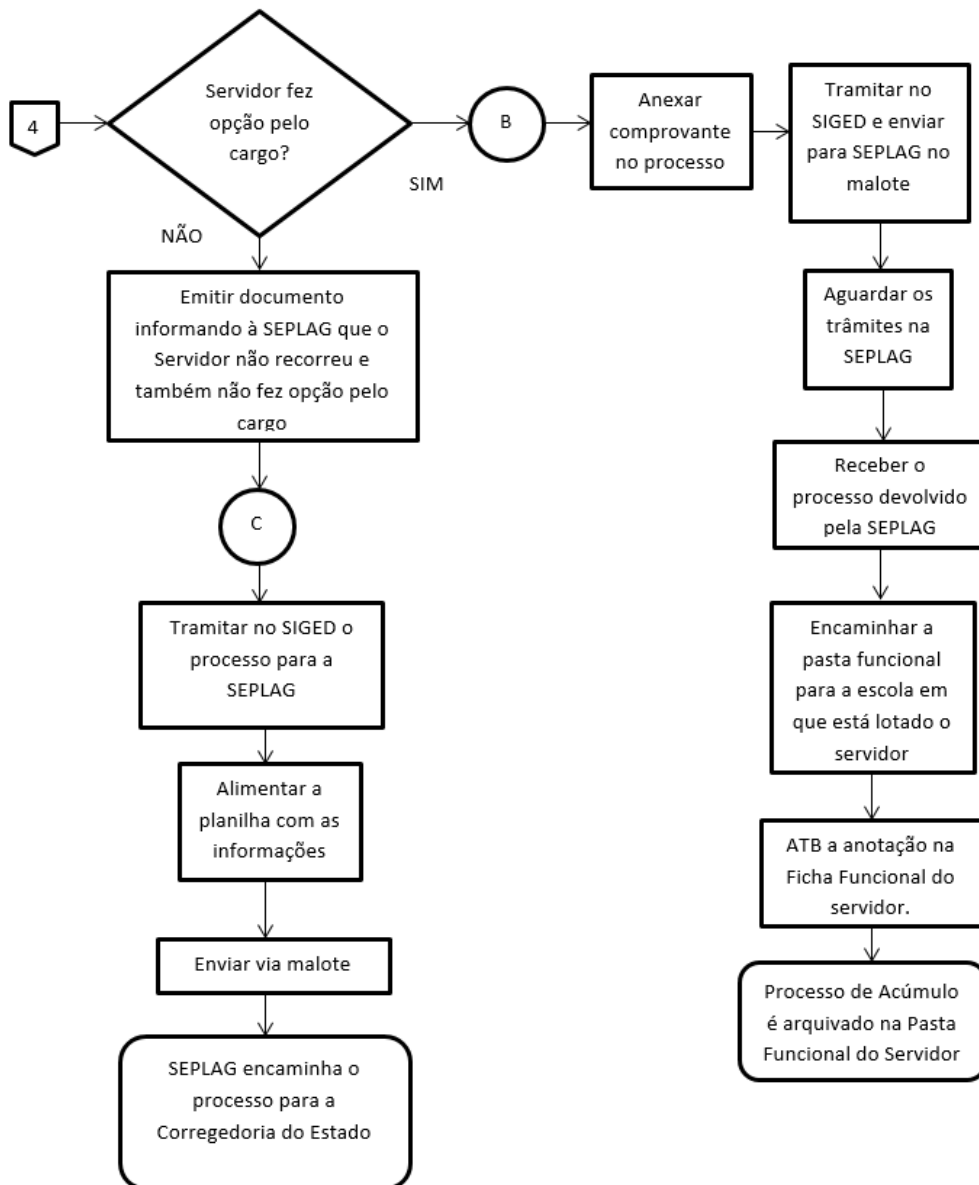 4
Servidor fez
opção pelo
cargo?
SIM
NÃO
B
Anexar
comprovante
no processo
Tramitar no
SIGED e enviar
para SEPLAG no
malote
Aguardar os
trâmites na
SEPLAG
Receber o
processo devolvido
pela SEPLAG
Encaminhar a
pasta funcional
para a escola em
que está lotado o
servidor
ATB a anotação na
Ficha Funcional do
servidor.
Processo de Acúmulo
é arquivado na Pasta
Funcional do Servidor
Emitir documento
informando à SEPLAG que o
Servidor não recorreu e
também não fez opção pelo
cargo
C
Tramitar no SIGED o
processo para a
SEPLAG
Alimentar a
planilha com as
informações
Enviar via malote
SEPLAG encaminha o
processo para a
Corregedoria do Estado